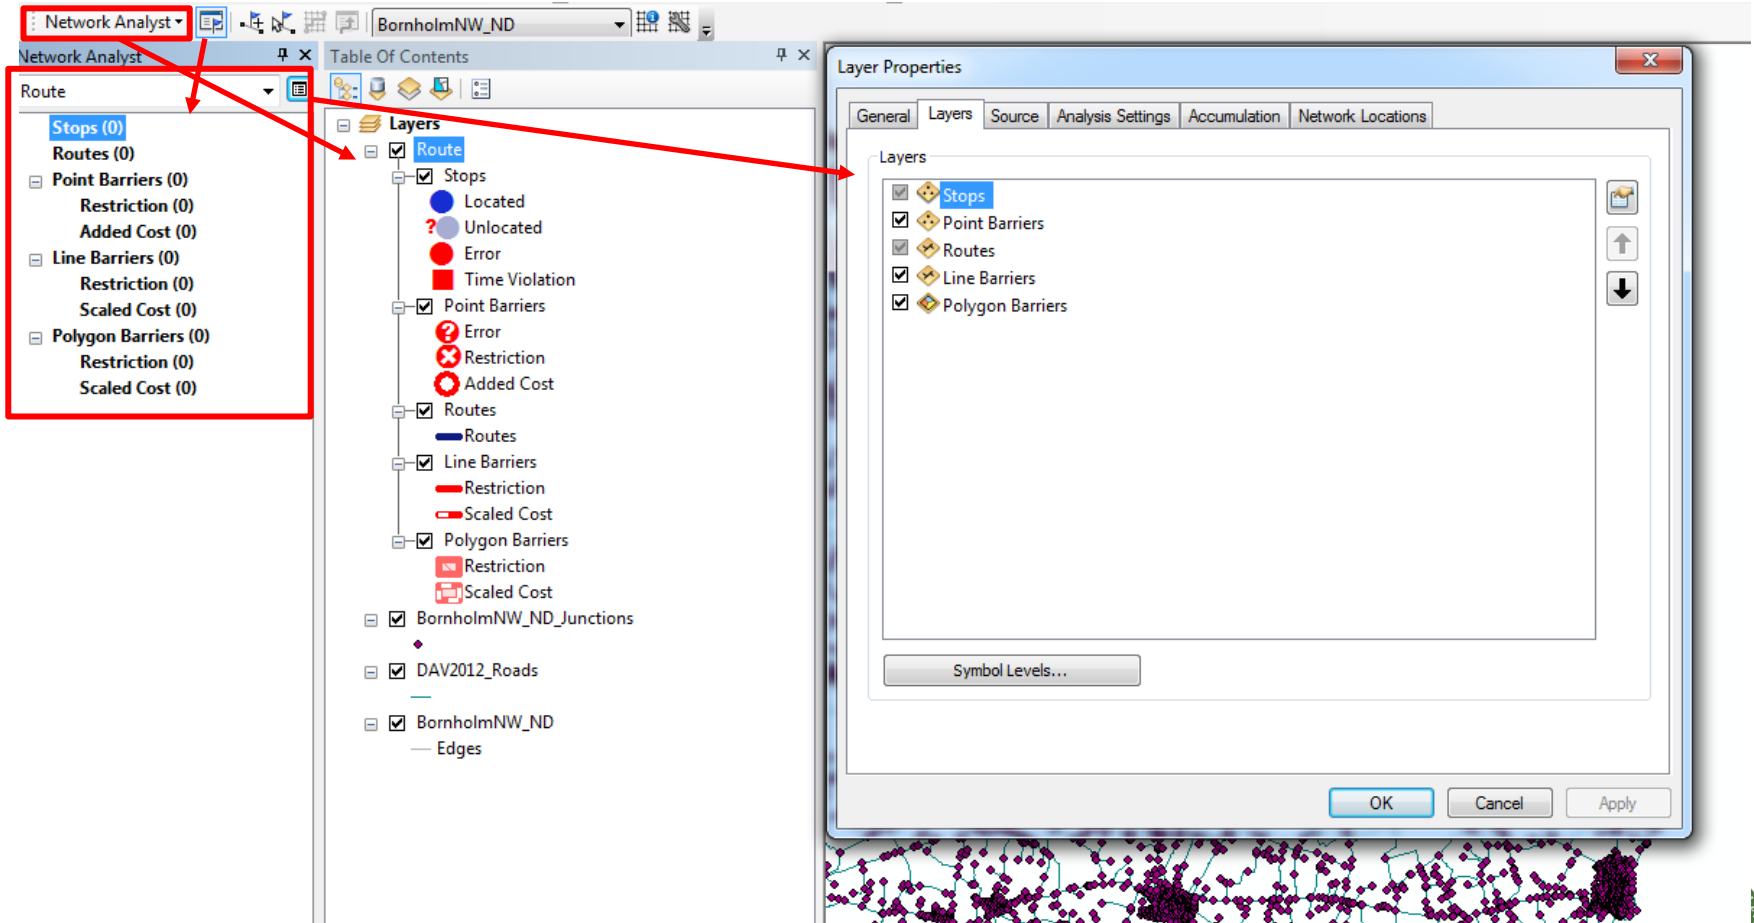 Network Analyst
BornholmNW_ND
Network Analyst
Route
Stops (0)
Routes (0)
Point Barriers (0)
Restriction (0)
Added Cost (0)
Line Barriers (0)
Restriction (0)
Scaled Cost (0)
Polygon Barriers (0)
Restriction (0)
Scaled Cost (0)
Table Of Contents
Layers
Route
Stops
Located
? Unlocated
Error
Time Violation
Point Barriers
? Error
Restriction
Added Cost
Routes
Routes
Line Barriers
Restriction
Scaled Cost
Polygon Barriers
Restriction
Scaled Cost
BornholmNW_ND_Junctions
DAV2012_Roads
BornholmNW_ND
Edges
Layer Properties
General Layers Source Analysis Settings Accumulation Network Locations
Layers
Stops
Point Barriers
Routes
Line Barriers
Polygon Barriers
Symbol Levels...
OK Cancel Apply